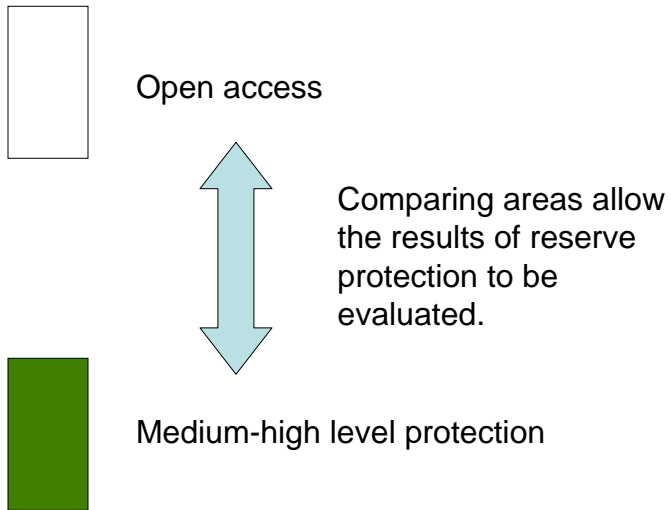 Open access
Comparing areas allow
the results of reserve
protection to be
evaluated.
Medium-high level protection